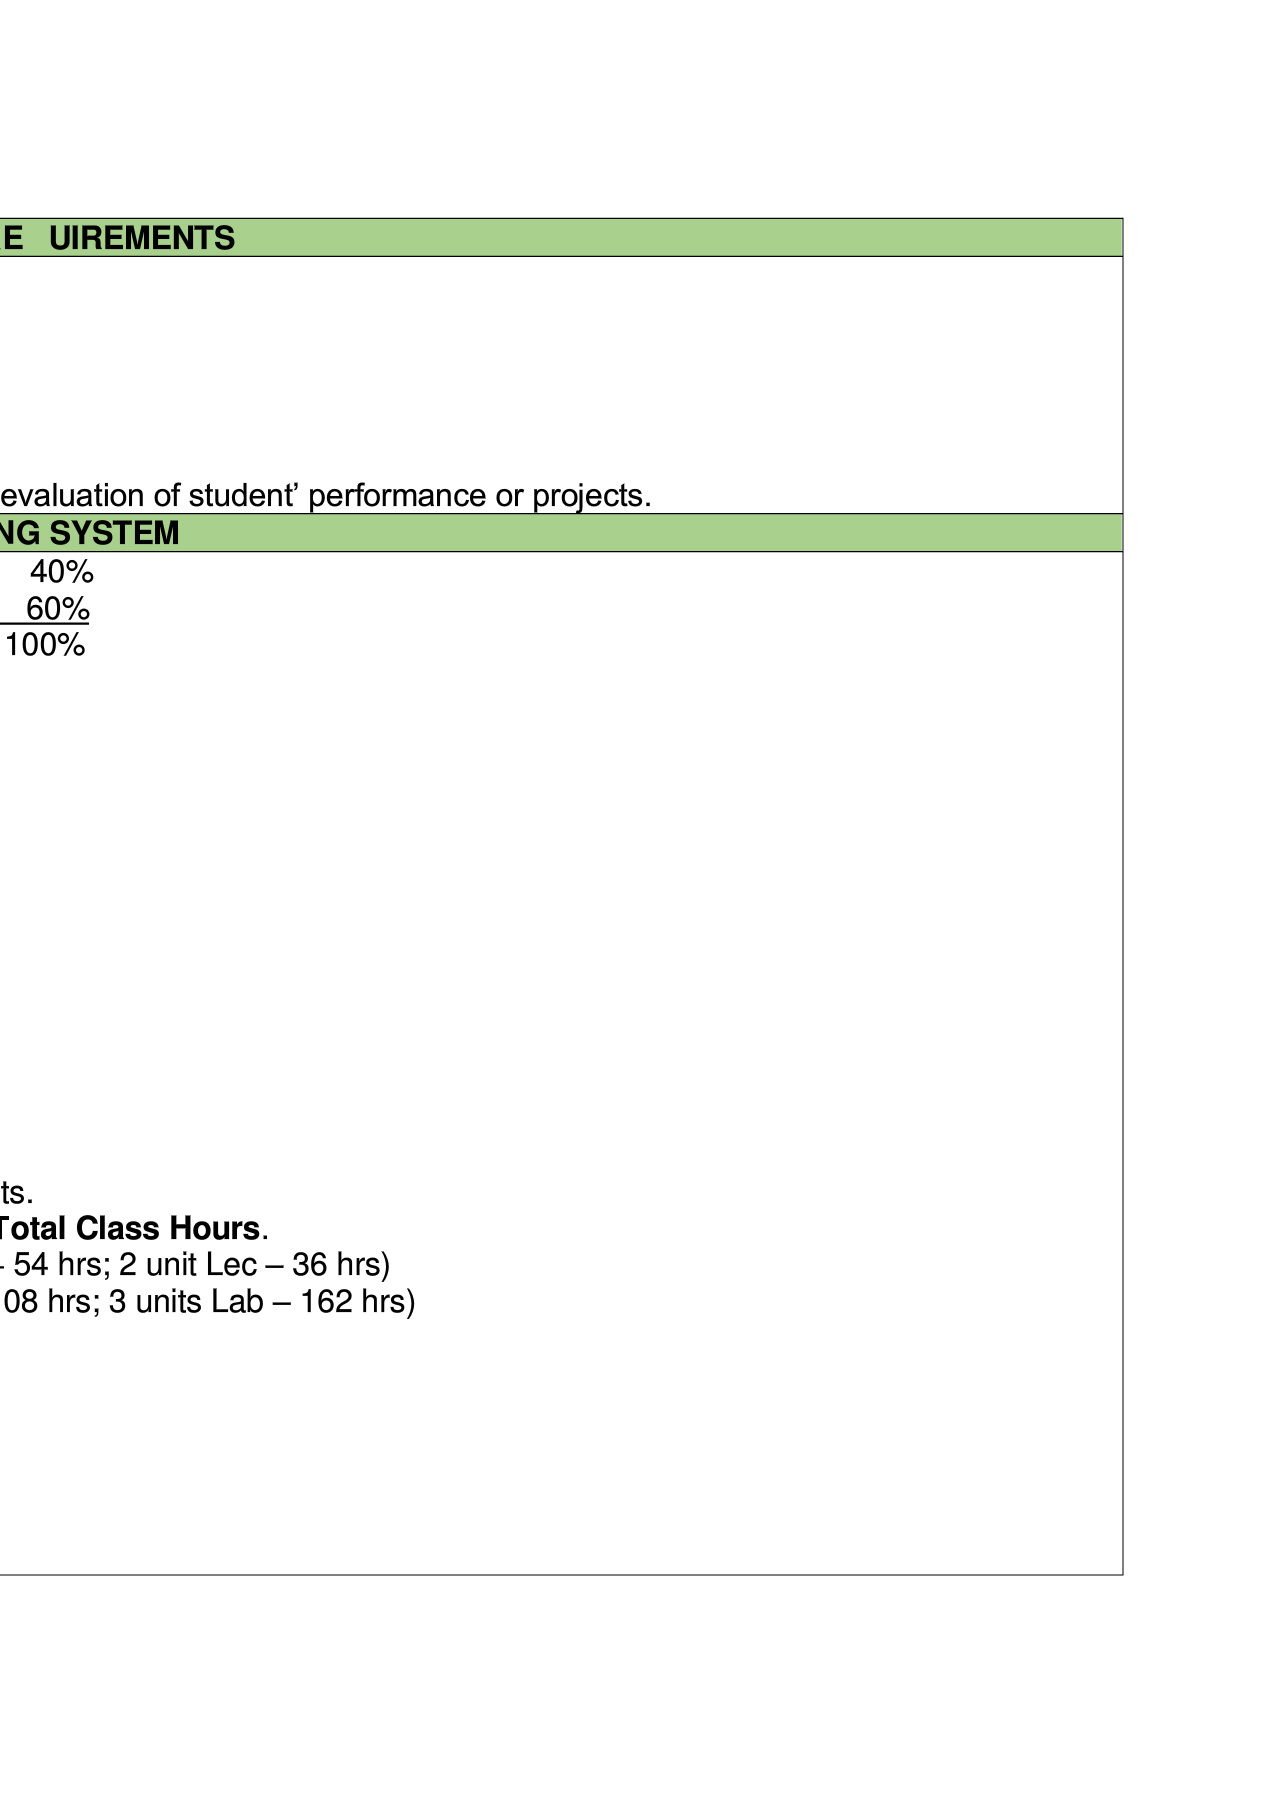 E UIREMENTS
evaluation of student’ performance or projects.
NG SYSTEM
40%
60%
100%
ts.
Total Class Hours.
– 54 hrs; 2 unit Lec – 36 hrs)
08 hrs; 3 units Lab – 162 hrs)